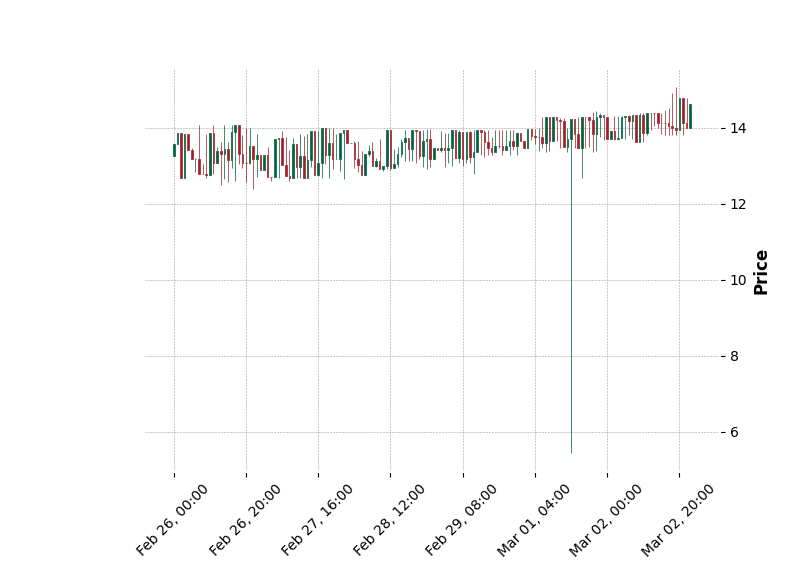 14
12
10
8
6
Price
Feb 26, 00:00
Feb 26, 20:00
Feb 27, 16:00
Feb 28, 12:00
Feb 29, 08:00
Mar 01, 04:00
Mar 02, 00:00
Mar 02, 20:00